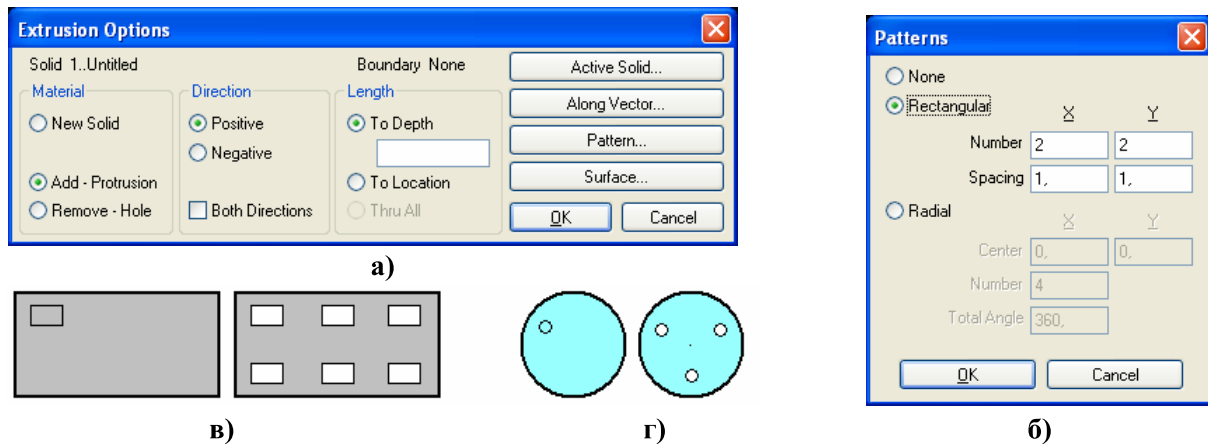 Extrusion Options
Solid 1..Untitled
Boundary None
Material
Direction
Length
Active Solid...
New Solid
Positive
To Depth
Along Vector...
Negative
Pattern...
Add - Protrusion
To Location
Surface...
Remove - Hole
Both Directions
Thru All
OK
Cancel
а)
Patterns
None
Rectangular
X Y
Number 2 2
Spacing 1, 1,
Radial
X Y
Center 0, 0,
Number 4
Total Angle 360,
OK Cancel
в)
г)
б)